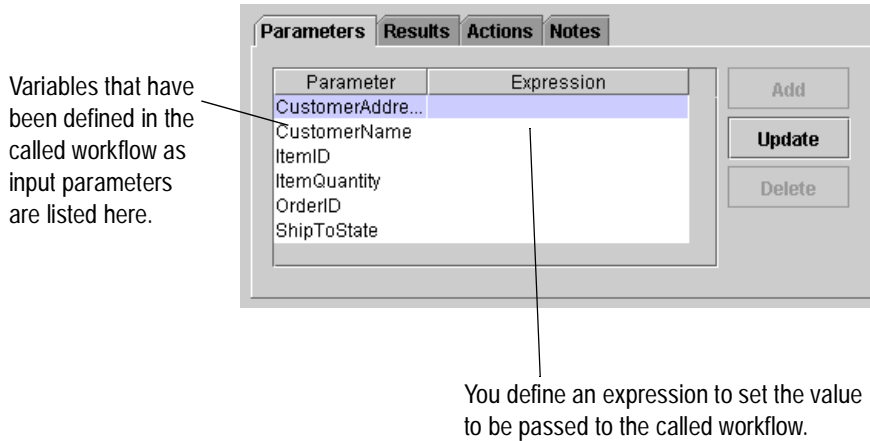 Parameters Results Actions Notes
Variables that have
been defined in the
called workflow as
input parameters
are listed here.
Parameter Expression
CustomerAddre...
CustomerName
ItemID
ItemQuantity
OrderID
ShipToState
Add
Update
Delete
You define an expression to set the value
to be passed to the called workflow.